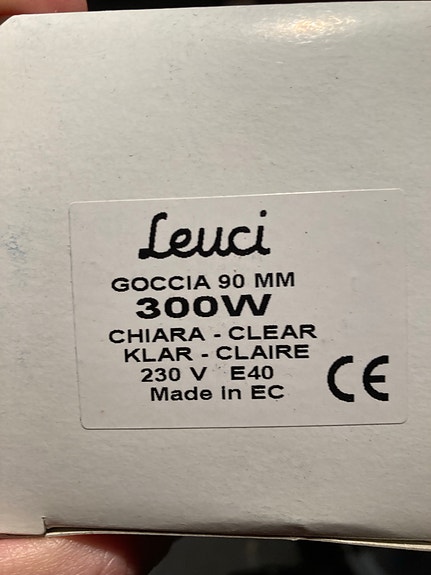 Leuci
GOCCIA 90 MM
300W
CHIARA - CLEAR
KLAR - CLAIRE
230 V E40
Made in EC
CE